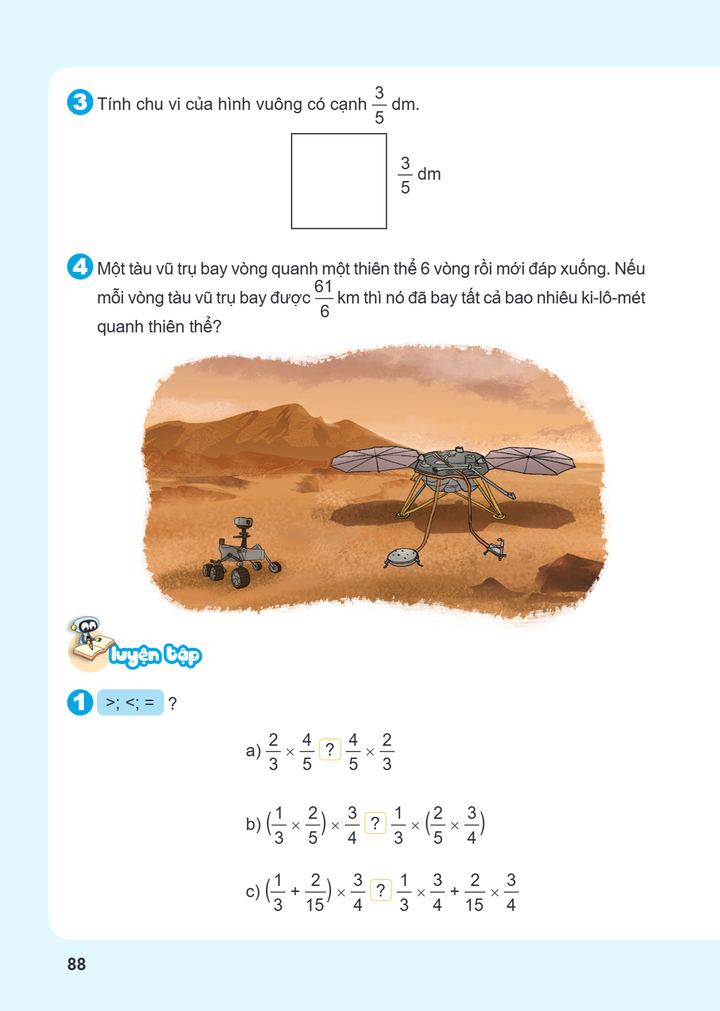 3 Tính chu vi của hình vuông có cạnh 3/5 dm.
3/5 dm
4 Một tàu vũ trụ bay vòng quanh một thiên thể 6 vòng rồi mới đáp xuống. Nếu
mỗi vòng tàu vũ trụ bay được 61/6 km thì nó đã bay tất cả bao nhiêu ki-lô-mét
quanh thiên thể?
luyện tập
1 >; <; = ?
a) 2/3 × 4/5 ? 4/5 × 2/3
b) (1/3 × 2/5) × 3/4 ? 1/3 × (2/5 × 3/4)
c) (1/3 + 2/15) × 3/4 ? 1/3 × 3/4 + 2/15 × 3/4
88